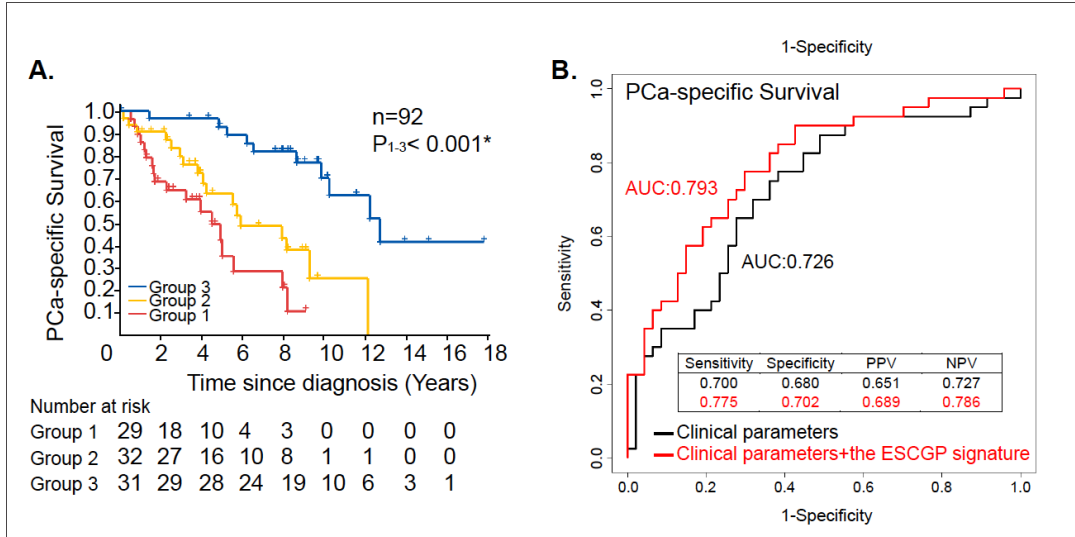 A.
1.0
0.9
0.8
0.7
0.6
0.5
0.4
0.3
0.2
0.1
PCa-specific Survival
n=92
P1-3< 0.001*
Group 3
Group 2
Group 1
0 2 4 6 8 10 12 14 16 18
Time since diagnosis (Years)
Number at risk
Group 1 29 18 10 4 3 0 0 0 0
Group 2 32 27 16 10 8 1 1 0 0
Group 3 31 29 28 24 19 10 6 3 1
1-Specificity
B.
PCa-specific Survival
1.0
0.8
0.6
0.4
0.2
0.0
Sensitivity
AUC:0.793
AUC:0.726
Sensitivity Specificity PPV NPV
0.700 0.680 0.651 0.727
0.775 0.702 0.689 0.786
Clinical parameters
Clinical parameters+the ESCGP signature
0.0 0.2 0.4 0.6 0.8 1.0
1-Specificity